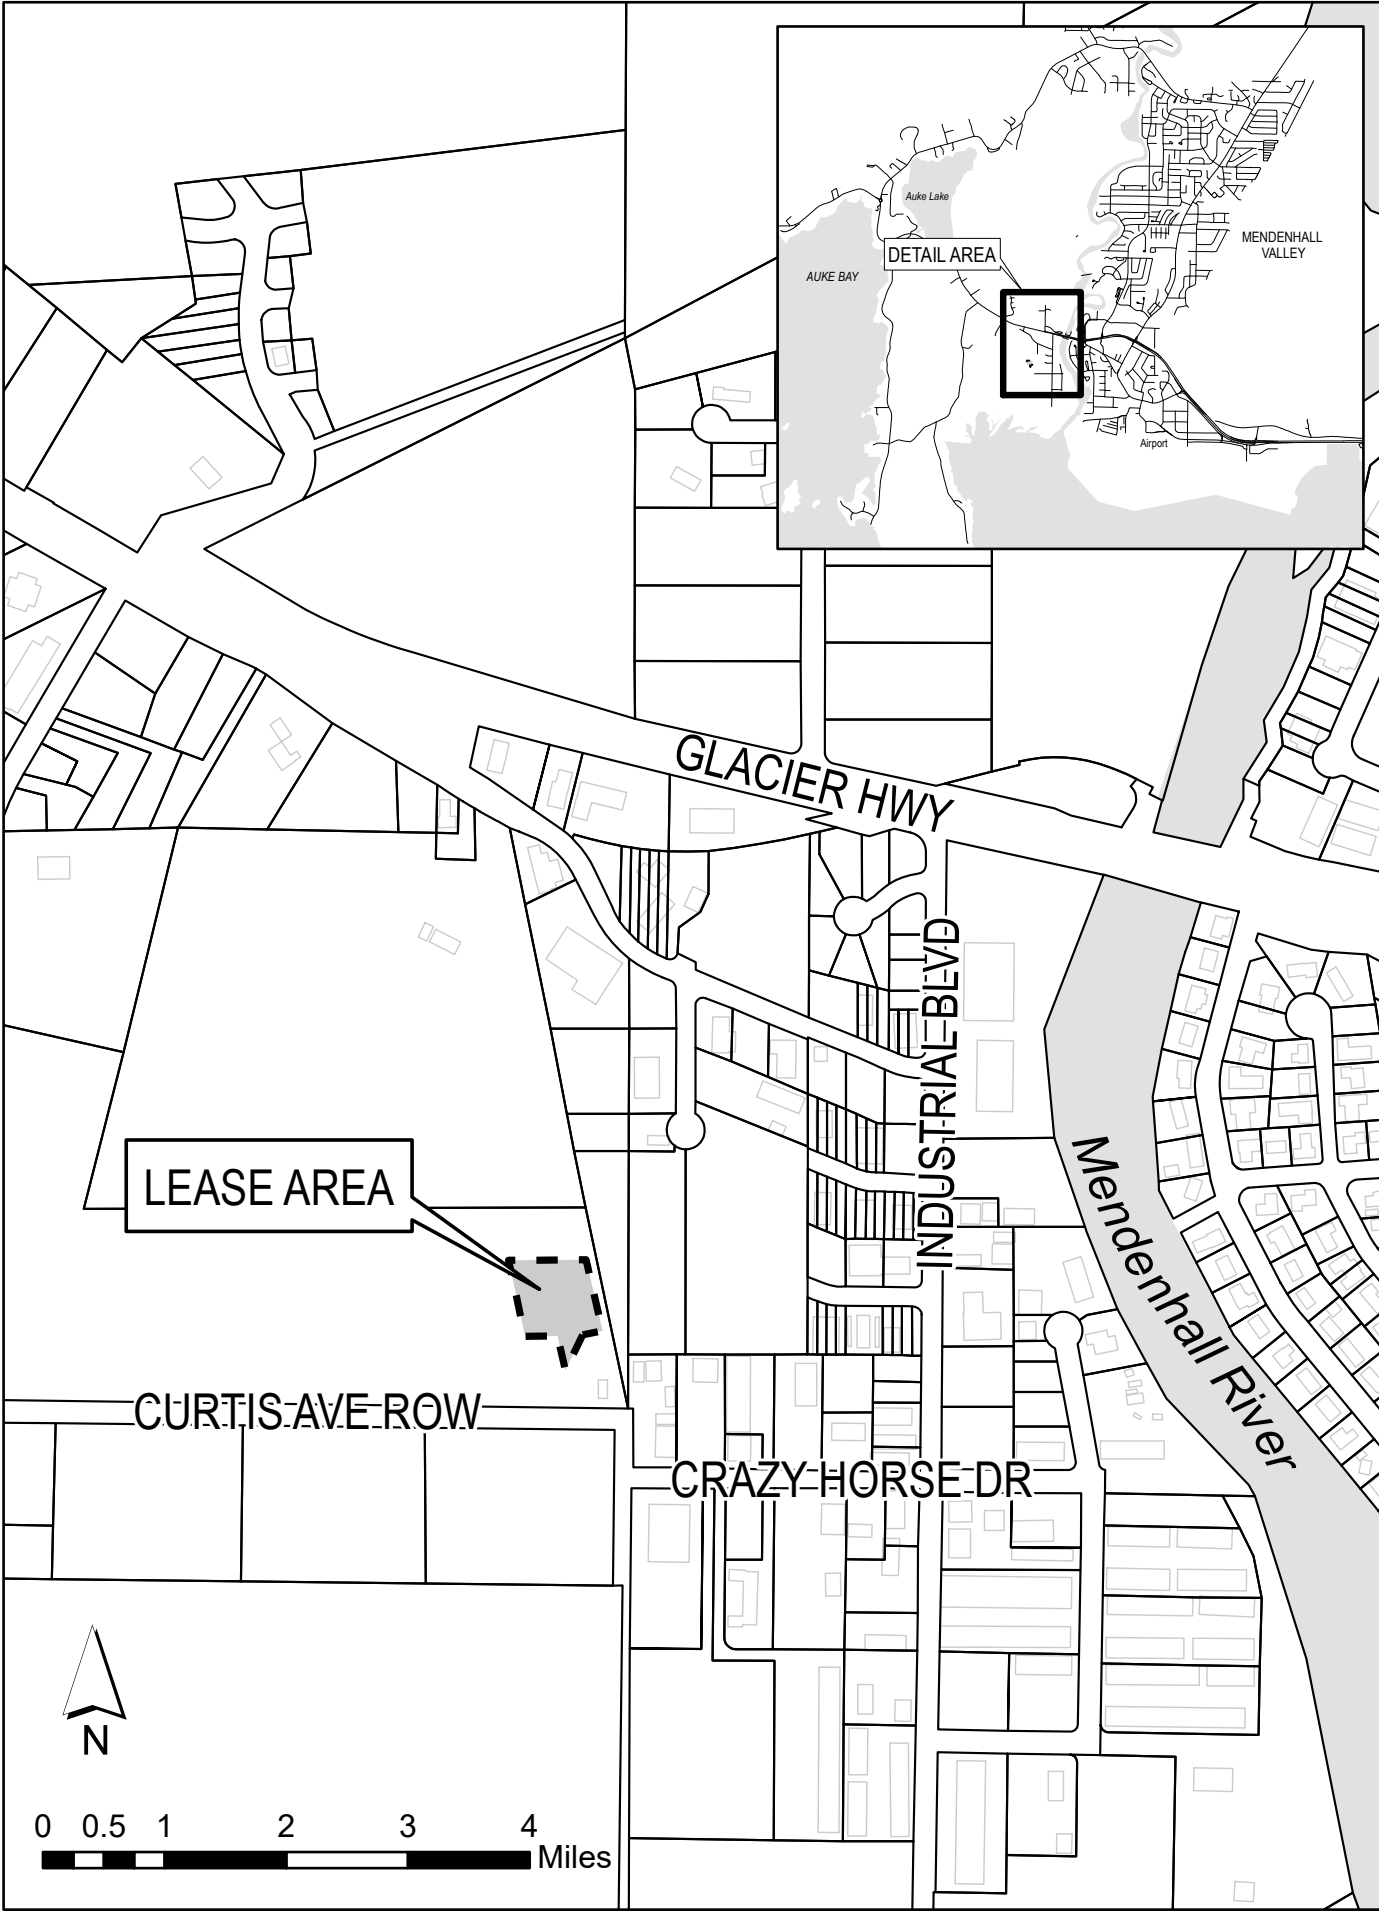 Auke Lake
DETAIL AREA
MENDENHALL
VALLEY
AUKE BAY
Airport
GLACIER HWY
INDUSTRIAL BLVD
LEASE AREA
Mendenhall River
CURTIS AVE ROW
CRAZY HORSE DR
N
0 0.5 1 2 3 4
Miles